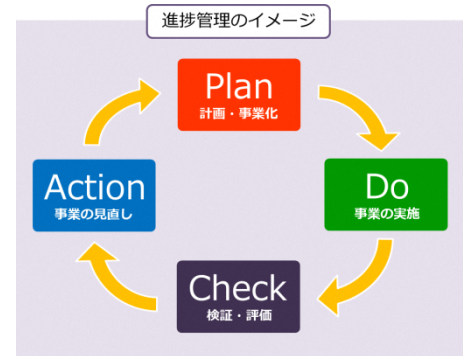 進捗管理のイメージ
Plan
計画・事業化
Do
事業の実施
Check
検証・評価
Action
事業の見直し